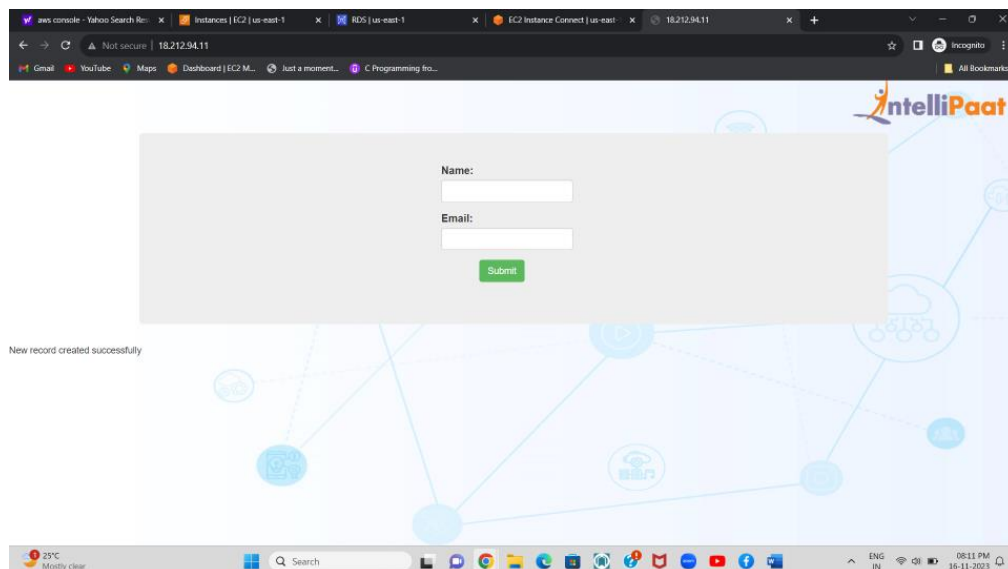 aws console - Yahoo Search Res
Instances | EC2 | us-east-1
RDS | us-east-1
EC2 Instance Connect | us-east-
18.212.94.11
Not secure | 18.212.94.11
Incognito
Gmail YouTube Maps Dashboard | EC2 M... Just a moment... C Programming fro... All Bookmarks
IntelliPaat
Name:
Email:
Submit
New record created successfully
1 25°C
Mostly clear
Search
ENG
IN
08:11 PM
16-11-2023